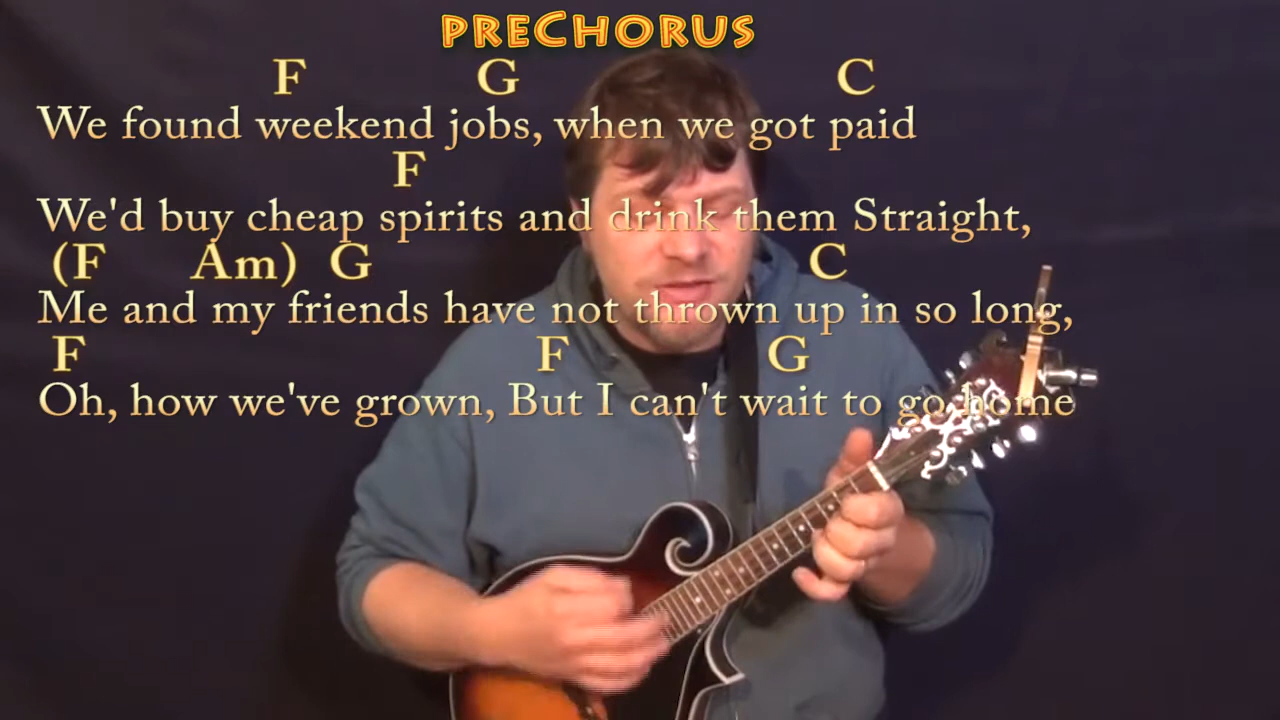 PRECHORUS
F G C
We found weekend jobs, when we got paid
F
We'd buy cheap spirits and drink them Straight,
(F Am) G C
Me and my friends have not thrown up in so long,
F F G
Oh, how we've grown, But I can't wait to go home